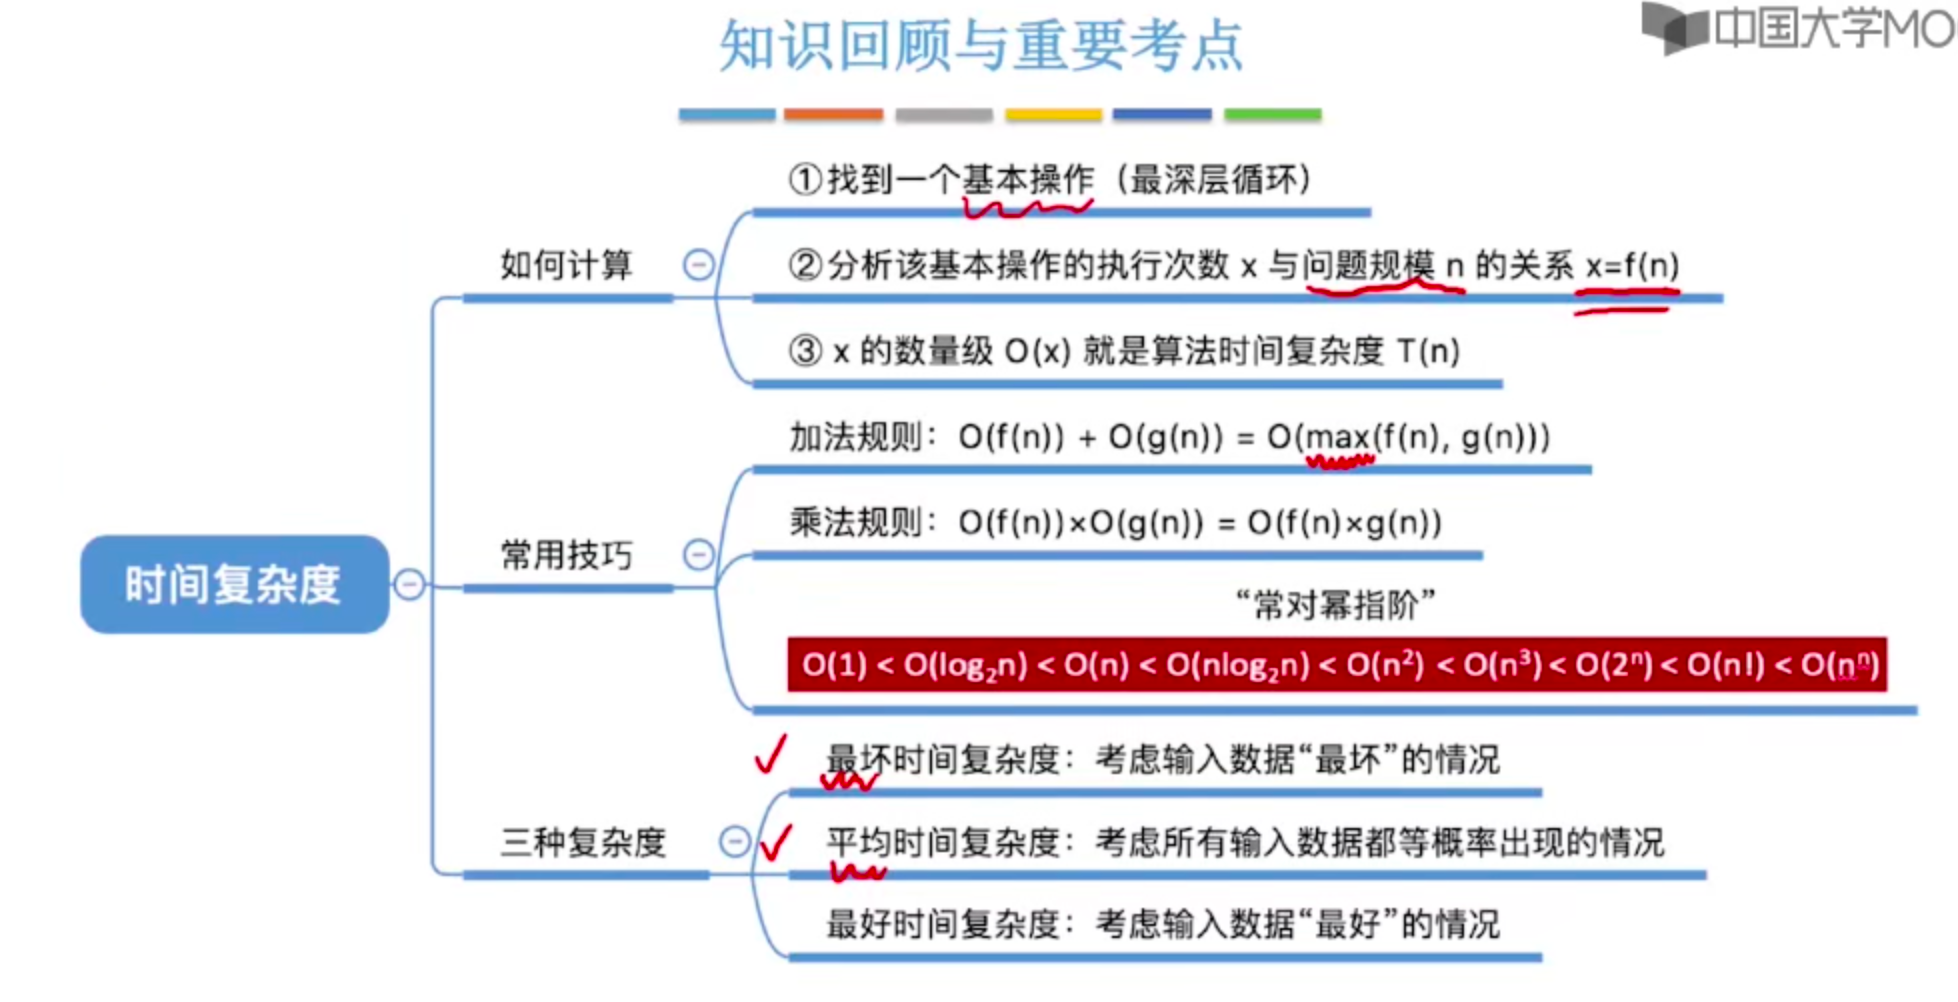 知识回顾与重要考点
中国大学MO
①找到一个基本操作（最深层循环）
如何计算
②分析该基本操作的执行次数 x 与问题规模 n 的关系 x=f(n)
③ x 的数量级 O(x) 就是算法时间复杂度 T(n)
加法规则：O(f(n)) + O(g(n)) = O(max(f(n), g(n)))
乘法规则：O(f(n))×O(g(n)) = O(f(n)×g(n))
常用技巧
时间复杂度
“常对幂指阶”
O(1) < O(log₂n) < O(n) < O(nlog₂n) < O(n²) < O(n³) < O(2ⁿ) < O(n!) < O(nⁿ)
最坏时间复杂度：考虑输入数据“最坏”的情况
三种复杂度
平均时间复杂度：考虑所有输入数据都等概率出现的情况
最好时间复杂度：考虑输入数据“最好”的情况